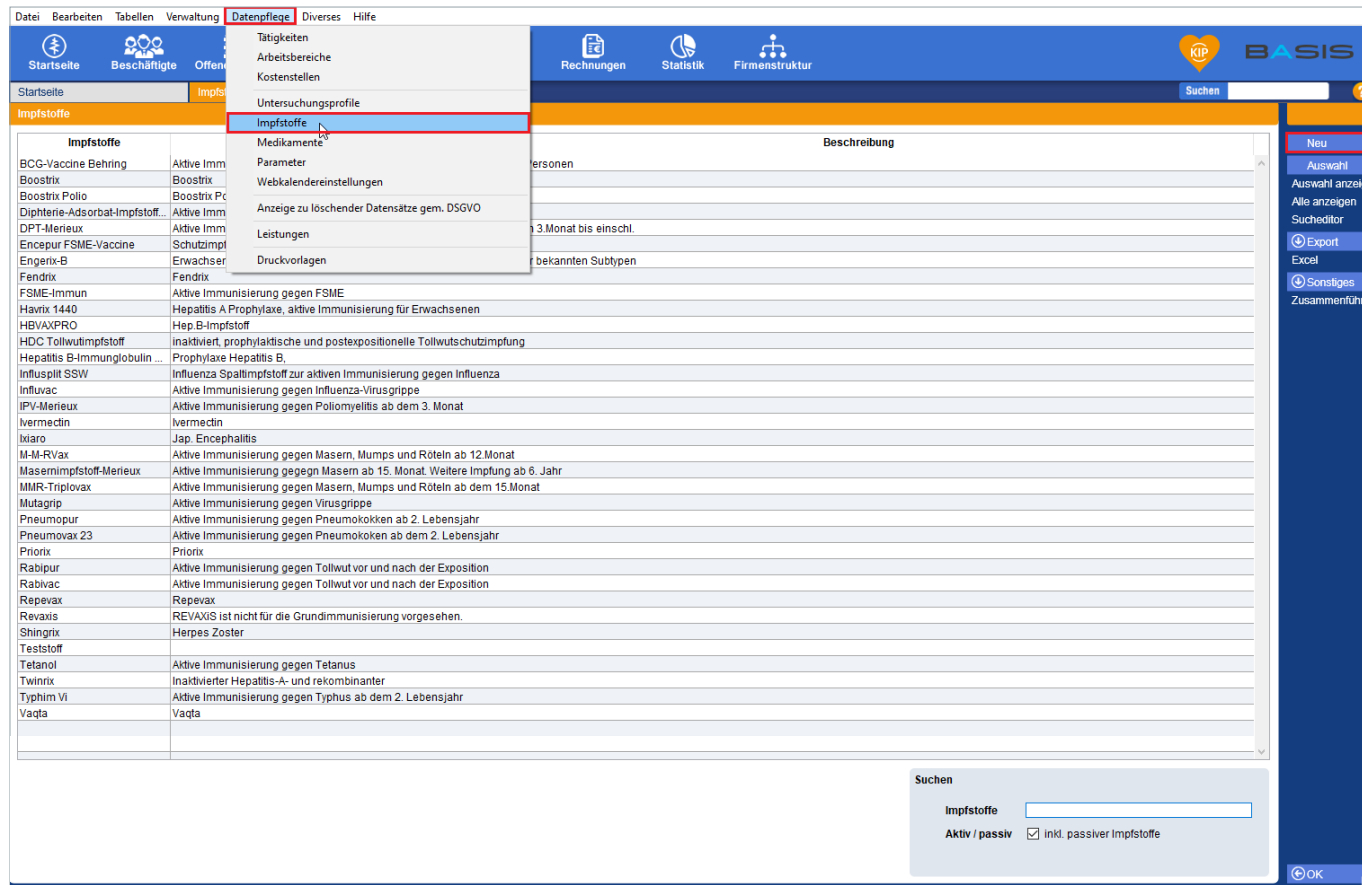 Datei Bearbeiten Tabellen Verwaltung Datenpflege Diverses Hilfe
Startseite Beschäftigte Rechnungen Statistik Firmenstruktur KIP BASIS
Tätigkeiten
Arbeitsbereiche
Kostenstellen
Untersuchungsprofile
Impfstoffe
Medikamente
Parameter
Webkalendereinstellungen
Anzeige zu löschender Datensätze gem. DSGVO
Leistungen
Druckvorlagen
Startseite Suchen
Impfstoffe
Impfstoffe Beschreibung
BCG-Vaccine Behring Aktive
Boostrix Boostrix
Boostrix Polio Boostrix
Diphterie-Adsorbat-Impfstoff... Aktive
DPT-Merieux Aktive 3.Monat bis einschl.
Encepur FSME-Vaccine
Engerix-B bekannten Subtypen
Fendrix Fendrix
FSME-Immun Aktive Immunisierung gegen FSME
Havrix 1440 Hepatitis A Prophylaxe, aktive Immunisierung für Erwachsenen
HBVAXPRO Hep.B-Impfstoff
HDC Tollwutimpfstoff inaktiviert, prophylaktische und postexpositionelle Tollwutschutzimpfung
Hepatitis B-Immunglobulin ... Prophylaxe Hepatitis B,
Influsplit SSW Influenza Spaltimpfstoff zur aktiven Immunisierung gegen Influenza
Influvac Aktive Immunisierung gegen Influenza-Virusgrippe
IPV-Merieux Aktive Immunisierung gegen Poliomyelitis ab dem 3. Monat
Ivermectin Ivermectin
Ixiaro Jap. Encephalitis
M-M-RVax Aktive Immunisierung gegen Masern, Mumps und Röteln ab 12.Monat
Masernimpfstoff-Merieux Aktive Immunisierung gegegn Masern ab 15. Monat. Weitere Impfung ab 6. Jahr
MMR-Triplovax Aktive Immunisierung gegen Masern, Mumps und Röteln ab dem 15.Monat
Mutagrip Aktive Immunisierung gegen Virusgrippe
Pneumopur Aktive Immunisierung gegen Pneumokokken ab 2. Lebensjahr
Pneumovax 23 Aktive Immunisierung gegen Pneumokoken ab dem 2. Lebensjahr
Priorix Priorix
Rabipur Aktive Immunisierung gegen Tollwut vor und nach der Exposition
Rabivac Aktive Immunisierung gegen Tollwut vor und nach der Exposition
Repevax Repevax
Revaxis REVAXiS ist nicht für die Grundimmunisierung vorgesehen.
Shingrix Herpes Zoster
Teststoff
Tetanol Aktive Immunisierung gegen Tetanus
Twinrix Inaktivierter Hepatitis-A- und rekombinanter
Typhim Vi Aktive Immunisierung gegen Typhus ab dem 2. Lebensjahr
Vaqta Vaqta
Neu
Auswahl
Auswahl
Alle anzeigen
Sucheditor
Export
Excel
Sonstiges
Suchen
Impfstoffe
Aktiv / passiv inkl. passiver Impfstoffe
OK